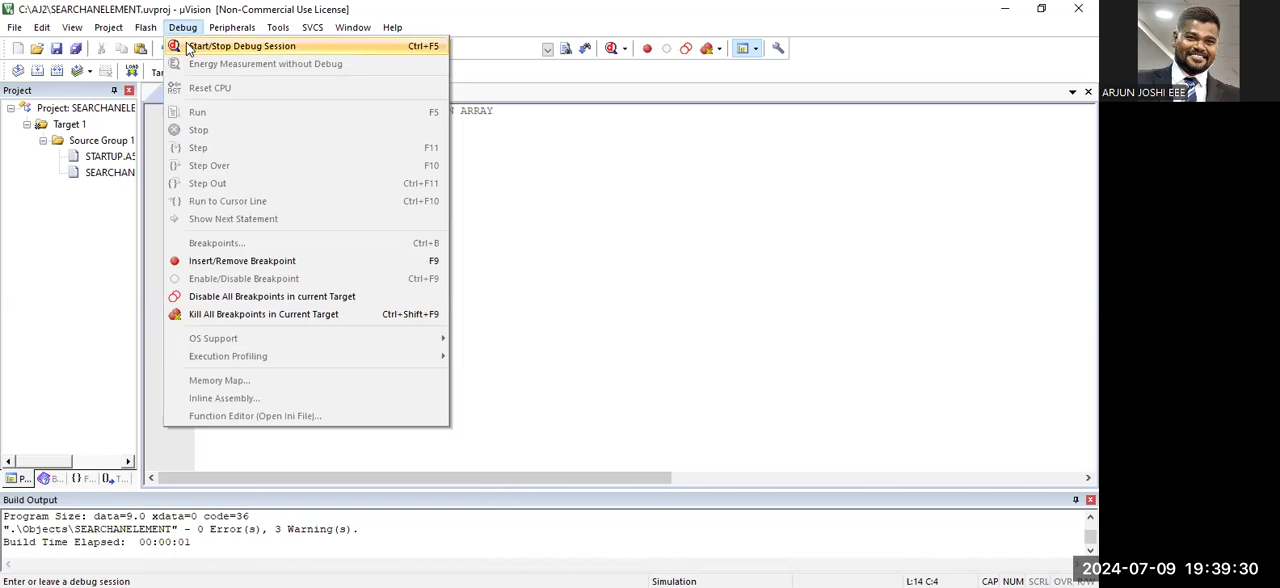 C:\AJ2\SEARCHANELEMENT.uvproj - µVision [Non-Commercial Use License]
File Edit View Project Flash Debug Peripherals Tools SVCS Window Help
Start/Stop Debug Session Ctrl+F5
Energy Measurement without Debug
Reset CPU
Run F5
Stop
Step F11
Step Over F10
Step Out Ctrl+F11
Run to Cursor Line Ctrl+F10
Show Next Statement
Breakpoints... Ctrl+B
Insert/Remove Breakpoint F9
Enable/Disable Breakpoint Ctrl+F9
Disable All Breakpoints in current Target
Kill All Breakpoints in Current Target Ctrl+Shift+F9
OS Support
Execution Profiling
Memory Map...
Inline Assembly...
Function Editor (Open Ini File)...
LOAD
Tar
RST
Project
Project: SEARCHANELE
Target 1
Source Group 1
STARTUP.A5
SEARCHAN
ARRAY
P... B... {} F... T...
Build Output
Program Size: data=9.0 xdata=0 code=36
".\Objects\SEARCHANELEMENT" - 0 Error(s), 3 Warning(s).
Build Time Elapsed: 00:00:01
Enter or leave a debug session Simulation L:14 C:4 CAP NUM SCRL OVR R/W
ARJUN JOSHI EEE
2024-07-09 19:39:30